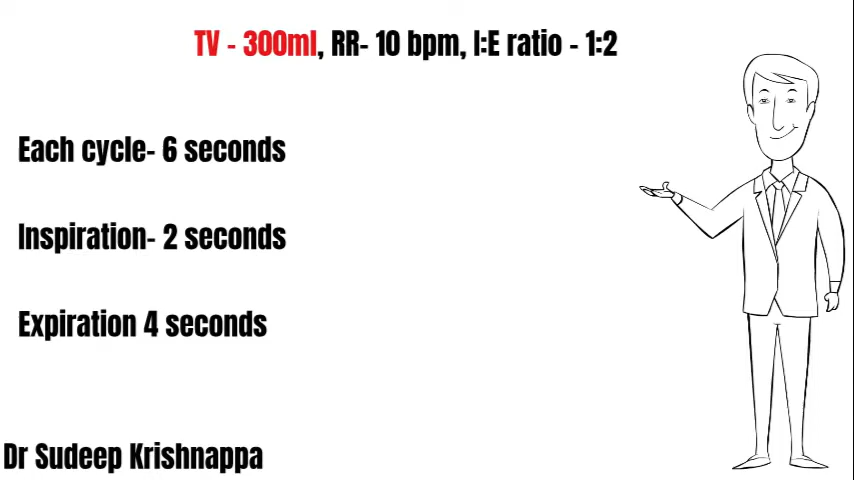 TV - 300ml, RR- 10 bpm, I:E ratio - 1:2
Each cycle- 6 seconds
Inspiration- 2 seconds
Expiration 4 seconds
Dr Sudeep Krishnappa